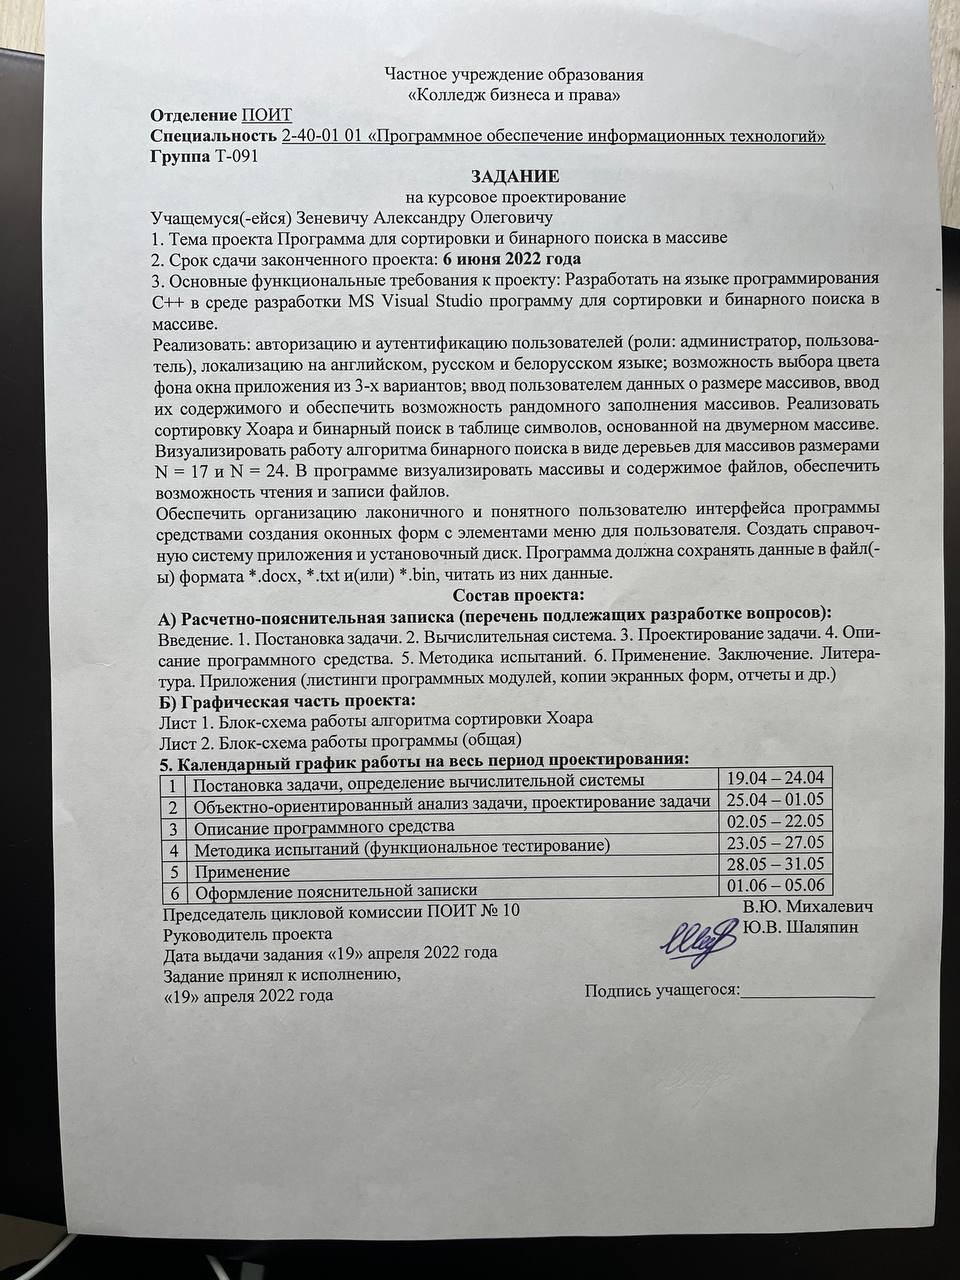 Частное учреждение образования
«Колледж бизнеса и права»
Отделение ПОИТ
Специальность 2-40-01 01 «Программное обеспечение информационных технологий»
Группа Т-091
ЗАДАНИЕ
на курсовое проектирование
Учащемуся(-ейся) Зеневичу Александру Олеговичу
1. Тема проекта Программа для сортировки и бинарного поиска в массиве
2. Срок сдачи законченного проекта: 6 июня 2022 года
3. Основные функциональные требования к проекту: Разработать на языке программирования
С++ в среде разработки MS Visual Studio программу для сортировки и бинарного поиска в
массиве.
Реализовать: авторизацию и аутентификацию пользователей (роли: администратор, пользова-
тель), локализацию на английском, русском и белорусском языке; возможность выбора цвета
фона окна приложения из 3-х вариантов; ввод пользователем данных о размере массивов, ввод
их содержимого и обеспечить возможность рандомного заполнения массивов. Реализовать
сортировку Хоара и бинарный поиск в таблице символов, основанной на двумерном массиве.
Визуализировать работу алгоритма бинарного поиска в виде деревьев для массивов размерами
N = 17 и N = 24. В программе визуализировать массивы и содержимое файлов, обеспечить
возможность чтения и записи файлов.
Обеспечить организацию лаконичного и понятного пользователю интерфейса программы
средствами создания оконных форм с элементами меню для пользователя. Создать справоч-
ную систему приложения и установочный диск. Программа должна сохранять данные в файл(-
ы) формата *.docx, *.txt и(или) *.bin, читать из них данные.
Состав проекта:
А) Расчетно-пояснительная записка (перечень подлежащих разработке вопросов):
Введение. 1. Постановка задачи. 2. Вычислительная система. 3. Проектирование задачи. 4. Опи-
сание программного средства. 5. Методика испытаний. 6. Применение. Заключение. Литера-
тура. Приложения (листинги программных модулей, копии экранных форм, отчеты и др.)
Б) Графическая часть проекта:
Лист 1. Блок-схема работы алгоритма сортировки Хоара
Лист 2. Блок-схема работы программы (общая)
5. Календарный график работы на весь период проектирования:
1 Постановка задачи, определение вычислительной системы 19.04 – 24.04
2 Объектно-ориентированный анализ задачи, проектирование задачи 25.04 – 01.05
3 Описание программного средства 02.05 – 22.05
4 Методика испытаний (функциональное тестирование) 23.05 – 27.05
5 Применение 28.05 – 31.05
6 Оформление пояснительной записки 01.06 – 05.06
Председатель цикловой комиссии ПОИТ № 10 В.Ю. Михалевич
Руководитель проекта Ю.В. Шаляпин
Дата выдачи задания «19» апреля 2022 года
Задание принял к исполнению,
«19» апреля 2022 года Подпись учащегося: